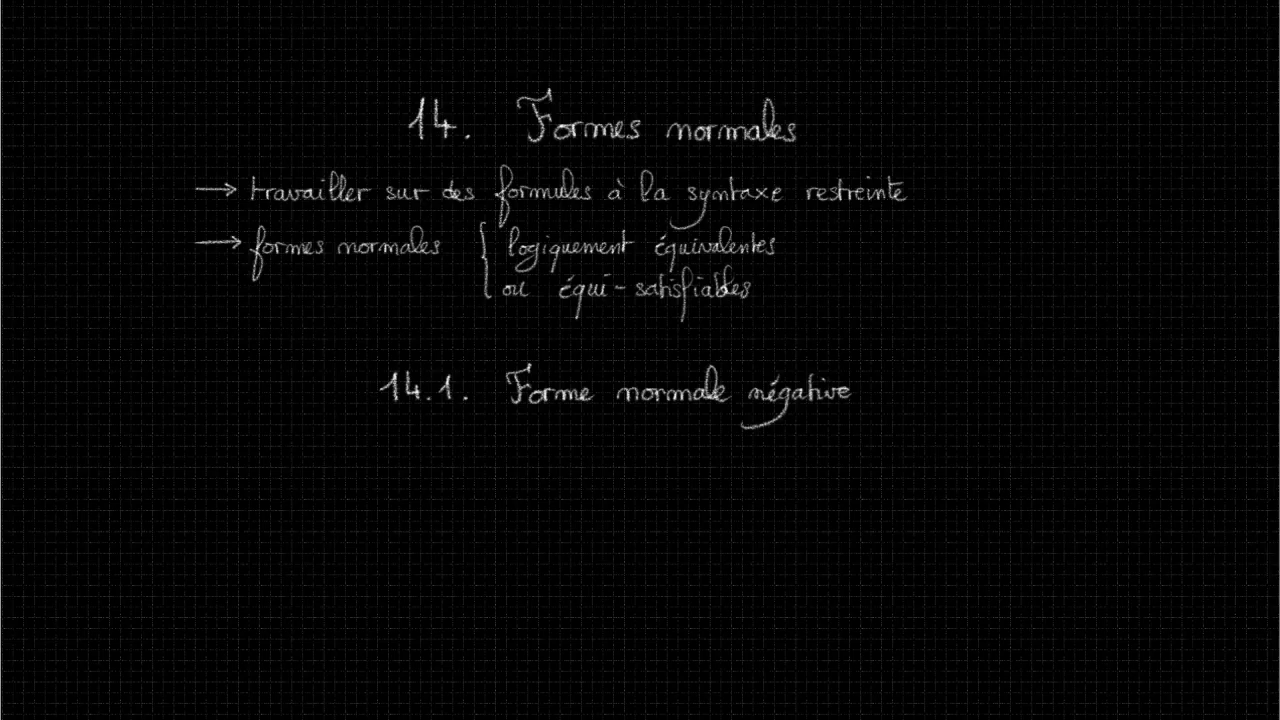 14. Formes normales
→ travailler sur des formules à la syntaxe restreinte
→ formes normales { logiquement équivalentes
ou équi-satisfiables
14.1. Forme normale négative